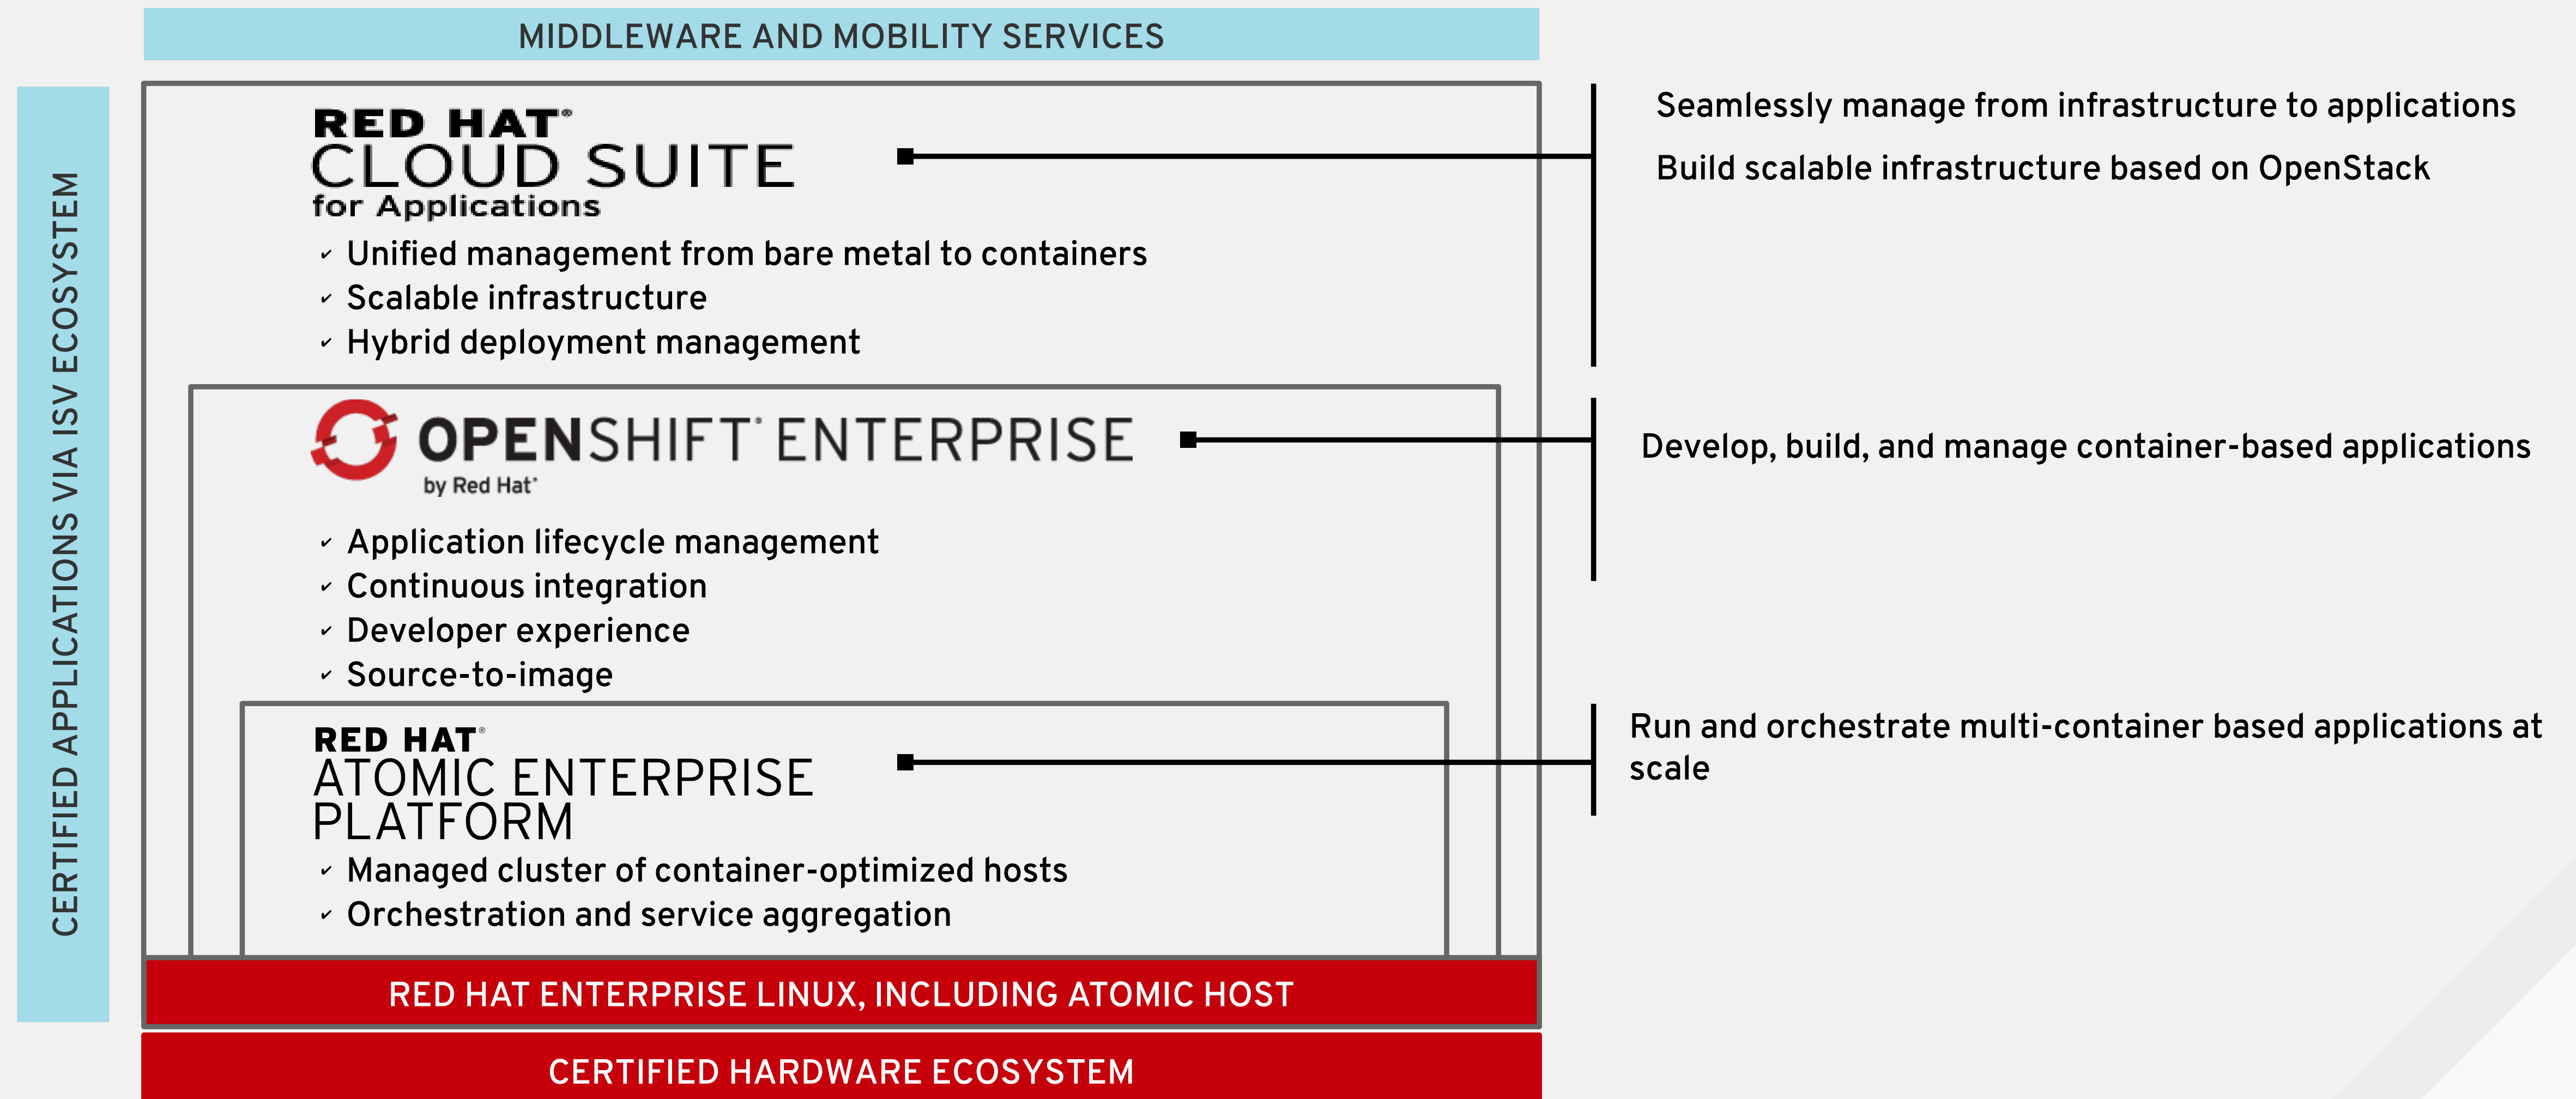 MIDDLEWARE AND MOBILITY SERVICES
CERTIFIED APPLICATIONS VIA ISV ECOSYSTEM
RED HAT®
CLOUD SUITE
for Applications
✓ Unified management from bare metal to containers
✓ Scalable infrastructure
✓ Hybrid deployment management
Seamlessly manage from infrastructure to applications
Build scalable infrastructure based on OpenStack
OPENSHIFT® ENTERPRISE
by Red Hat®
✓ Application lifecycle management
✓ Continuous integration
✓ Developer experience
✓ Source-to-image
Develop, build, and manage container-based applications
RED HAT®
ATOMIC ENTERPRISE
PLATFORM
✓ Managed cluster of container-optimized hosts
✓ Orchestration and service aggregation
Run and orchestrate multi-container based applications at
scale
RED HAT ENTERPRISE LINUX, INCLUDING ATOMIC HOST
CERTIFIED HARDWARE ECOSYSTEM